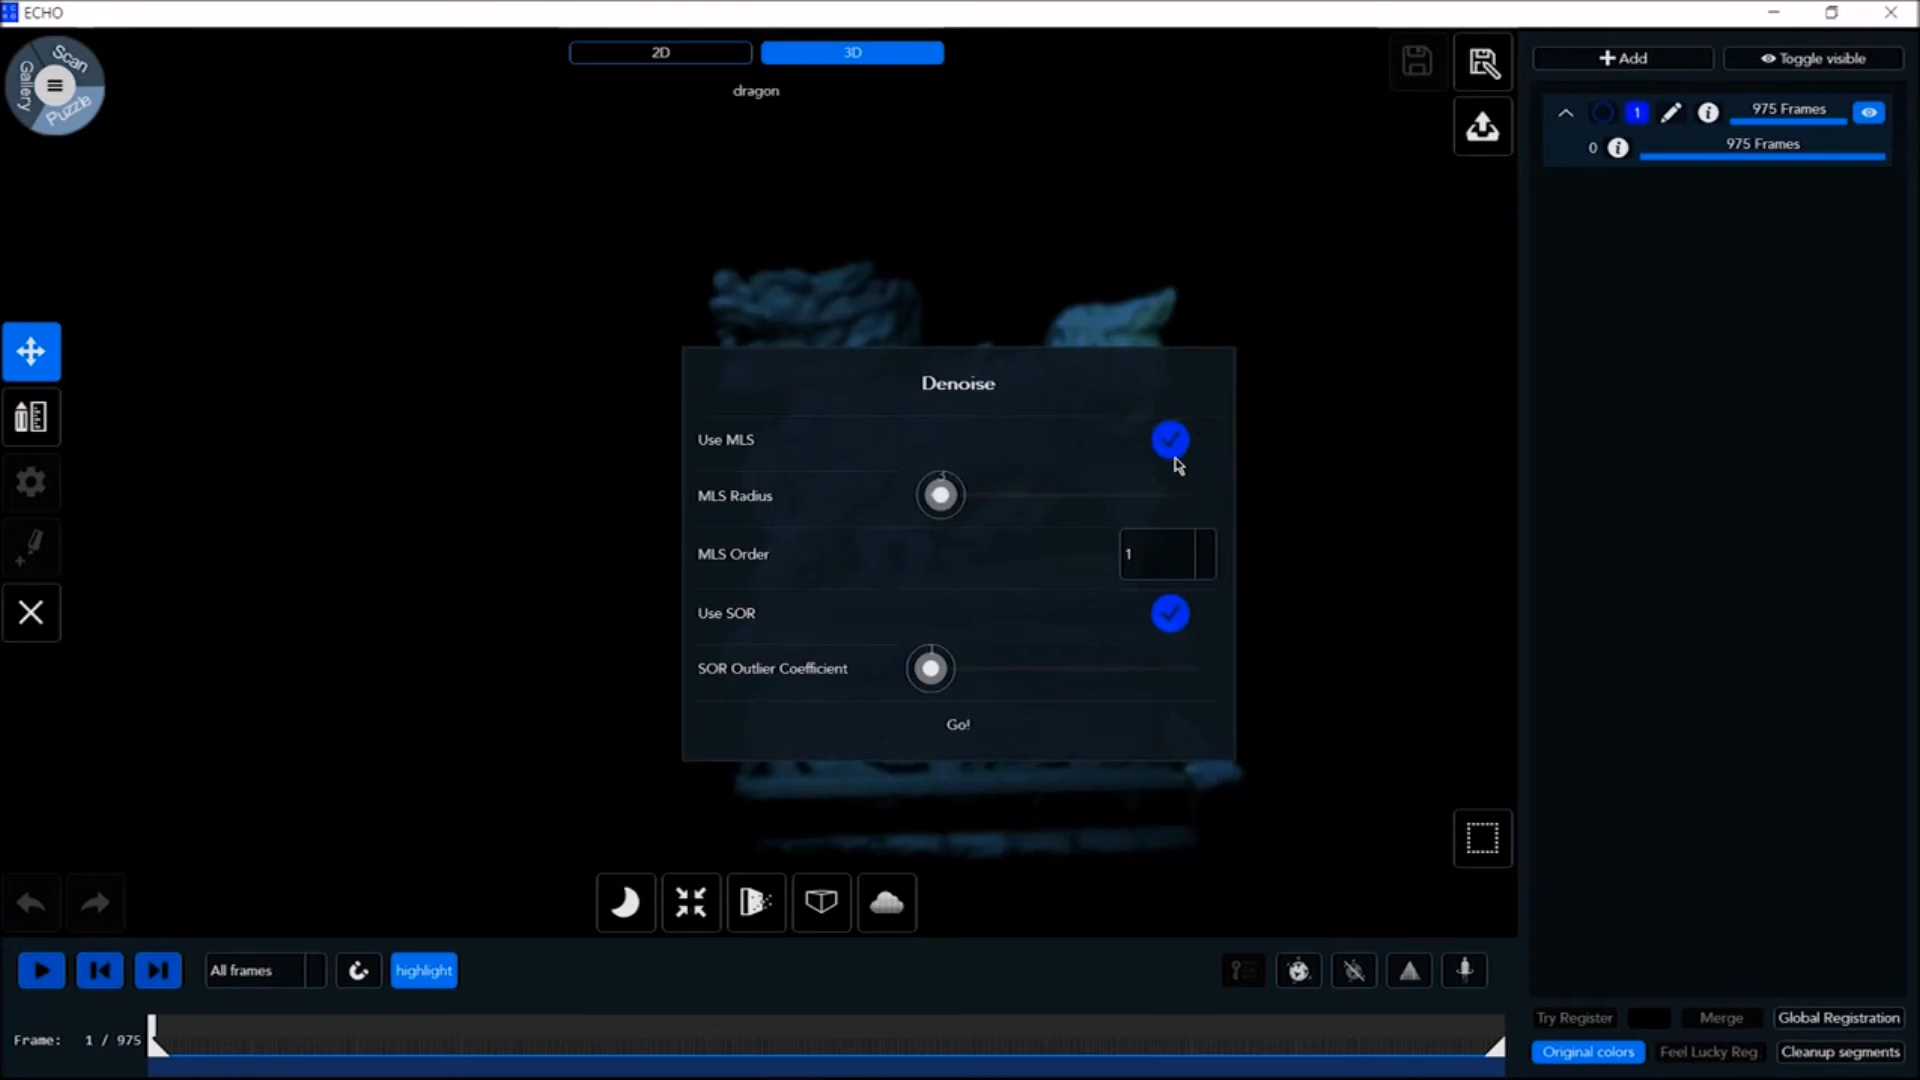 ECHO
Scan
Gallery
Puzzle
2D
3D
dragon
Add
Toggle visible
1
975 Frames
0
975 Frames
Denoise
Use MLS
MLS Radius
MLS Order
1
Use SOR
SOR Outlier Coefficient
1
Go!
All frames
highlight
Frame: 1 / 975
Try Register
Merge
Global Registration
Original colors
Feel Lucky Reg
Cleanup segments